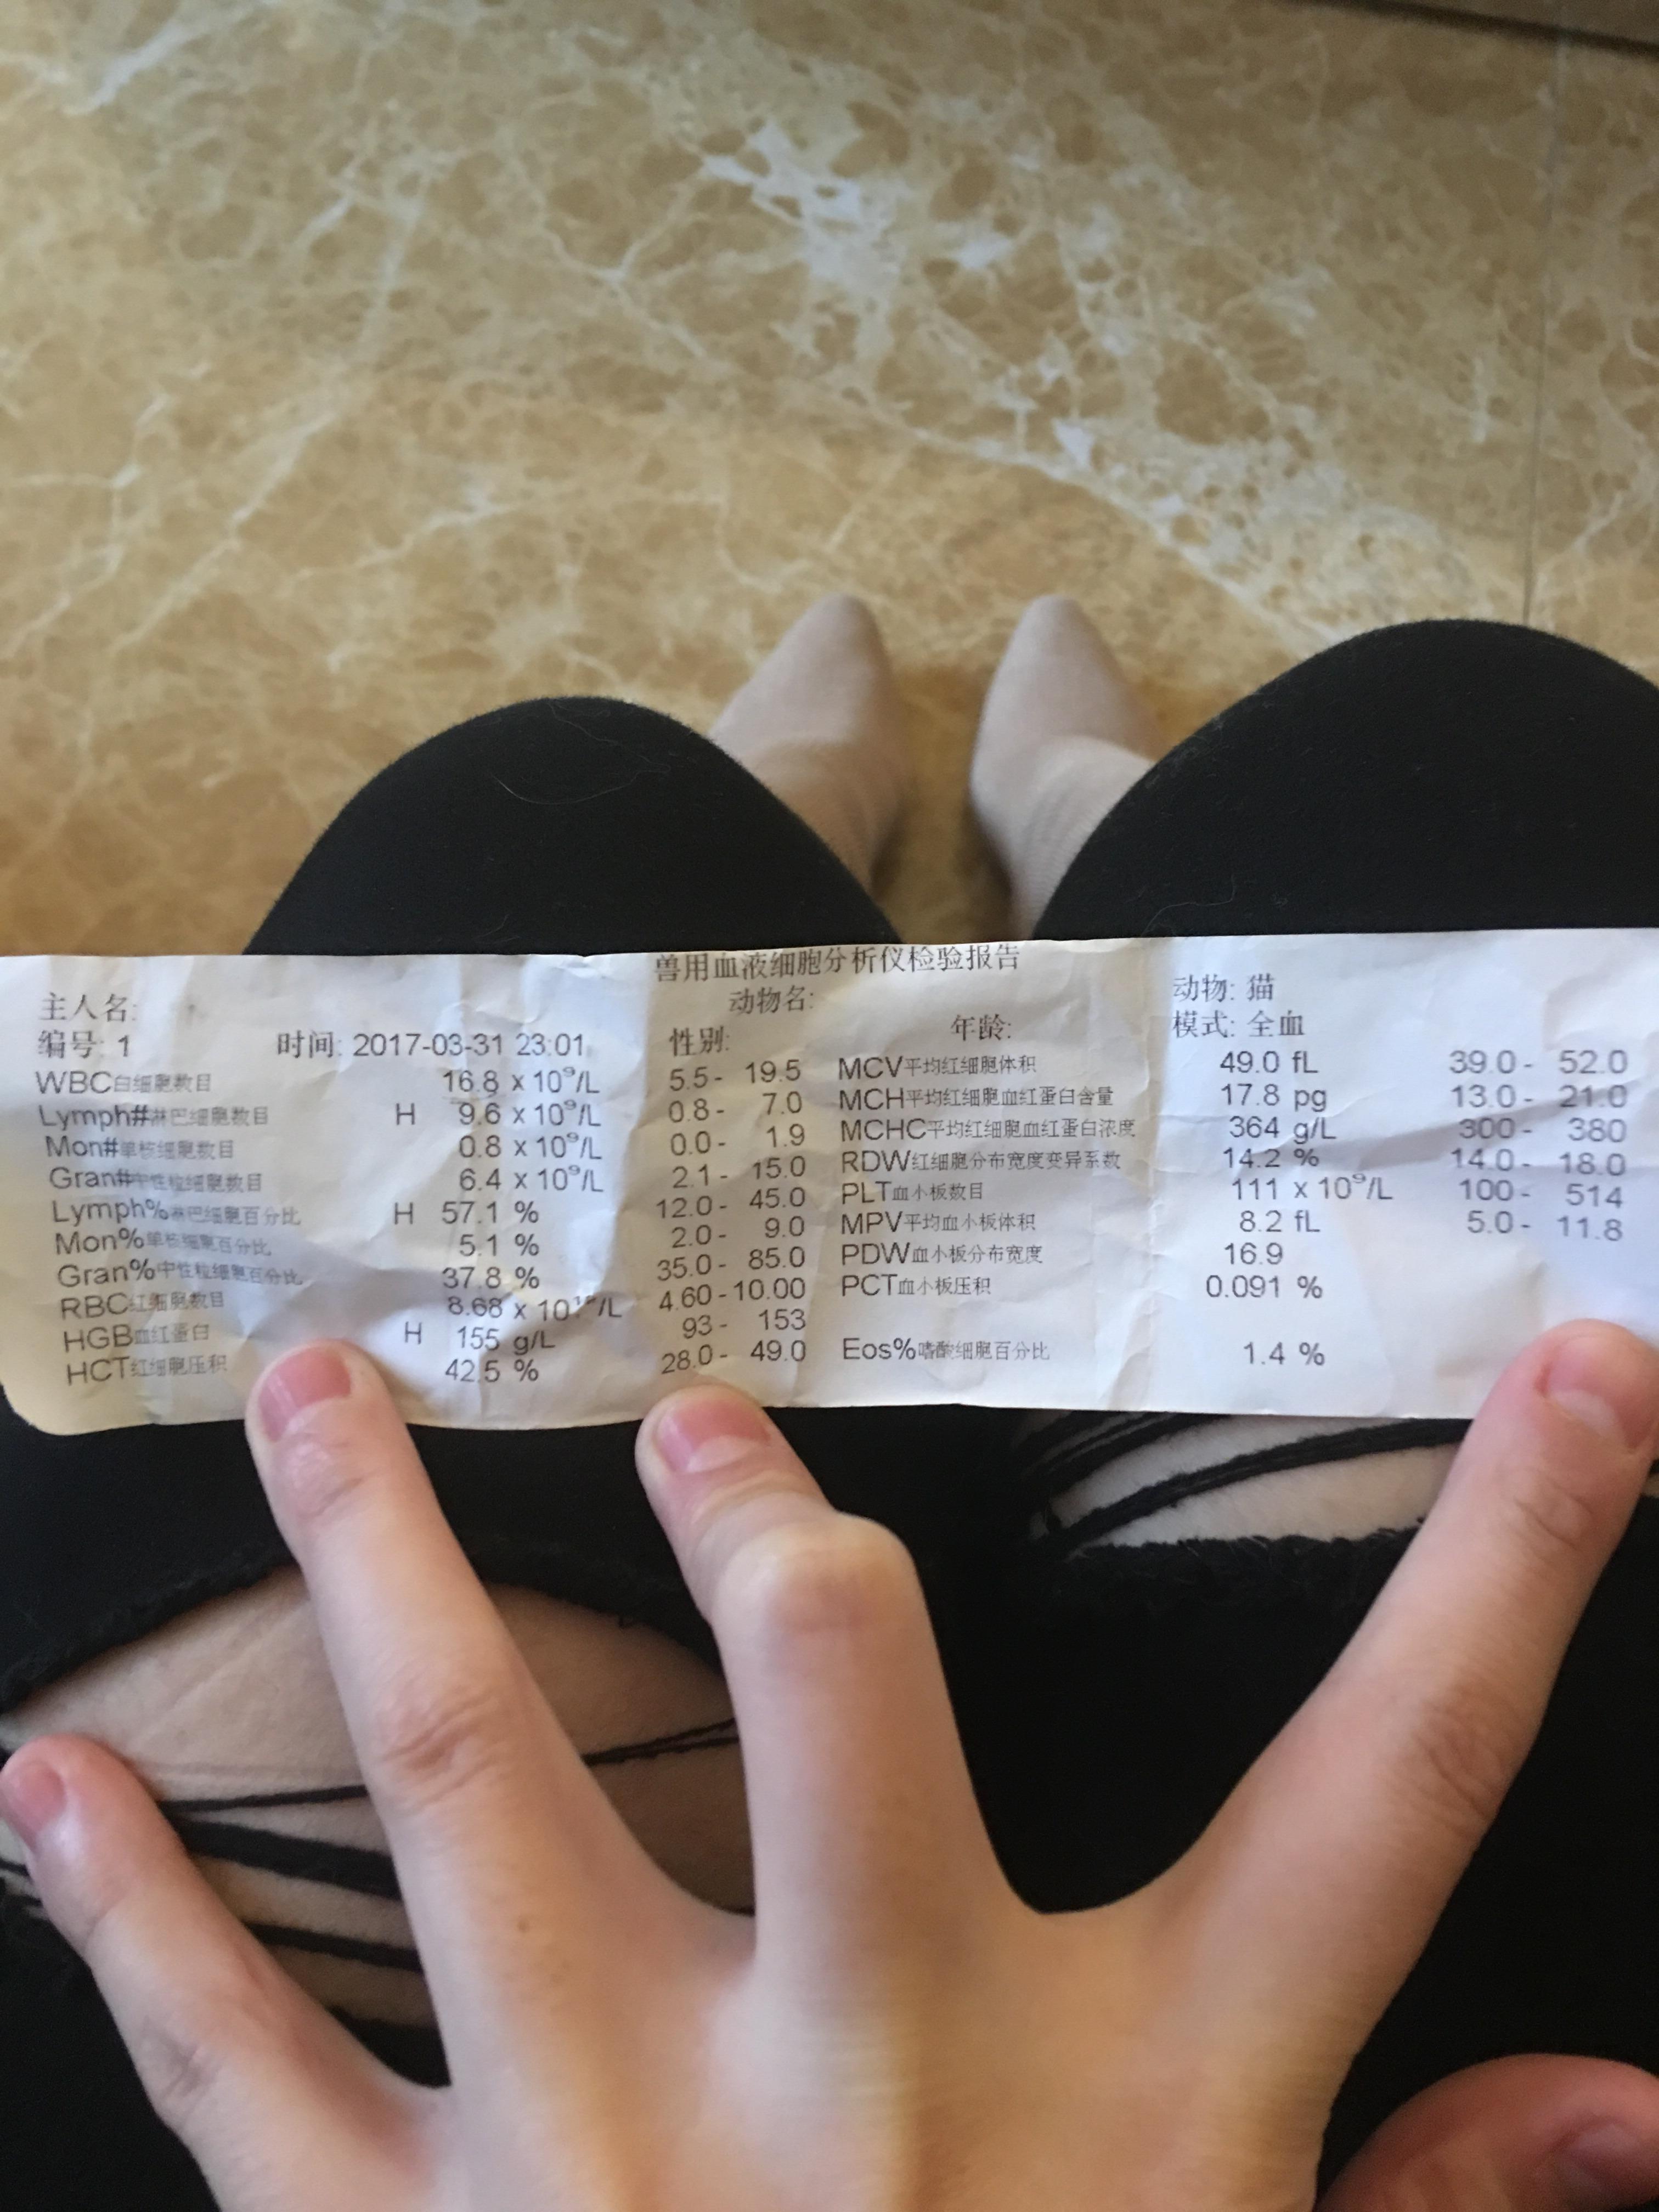 兽用血液细胞分析仪检验报告
主人名: 动物名: 动物: 猫
编号: 1 时间: 2017-03-31 23:01 性别: 年龄: 模式: 全血
WBC白细胞数目 16.8 x 10⁹/L 5.5- 19.5 MCV平均红细胞体积 49.0 fL 39.0- 52.0
Lymph#淋巴细胞数目 H 9.6 x 10⁹/L 0.8- 7.0 MCH平均红细胞血红蛋白含量 17.8 pg 13.0- 21.0
Mon#单核细胞数目 0.8 x 10⁹/L 0.0- 1.9 MCHC平均红细胞血红蛋白浓度 364 g/L 300- 380
Gran#中性粒细胞数目 6.4 x 10⁹/L 2.1- 15.0 RDW红细胞分布宽度变异系数 14.2 % 14.0- 18.0
Lymph%淋巴细胞百分比 H 57.1 % 12.0- 45.0 PLT血小板数目 111 x 10⁹/L 100- 514
Mon%单核细胞百分比 5.1 % 2.0- 9.0 MPV平均血小板体积 8.2 fL 5.0- 11.8
Gran%中性粒细胞百分比 37.8 % 35.0- 85.0 PDW血小板分布宽度 16.9
RBC红细胞数目 8.68 x 10¹²/L 4.60-10.00 PCT血小板压积 0.091 %
HGB血红蛋白 H 155 g/L 93- 153
HCT红细胞压积 42.5 % 28.0- 49.0 Eos%嗜酸细胞百分比 1.4 %